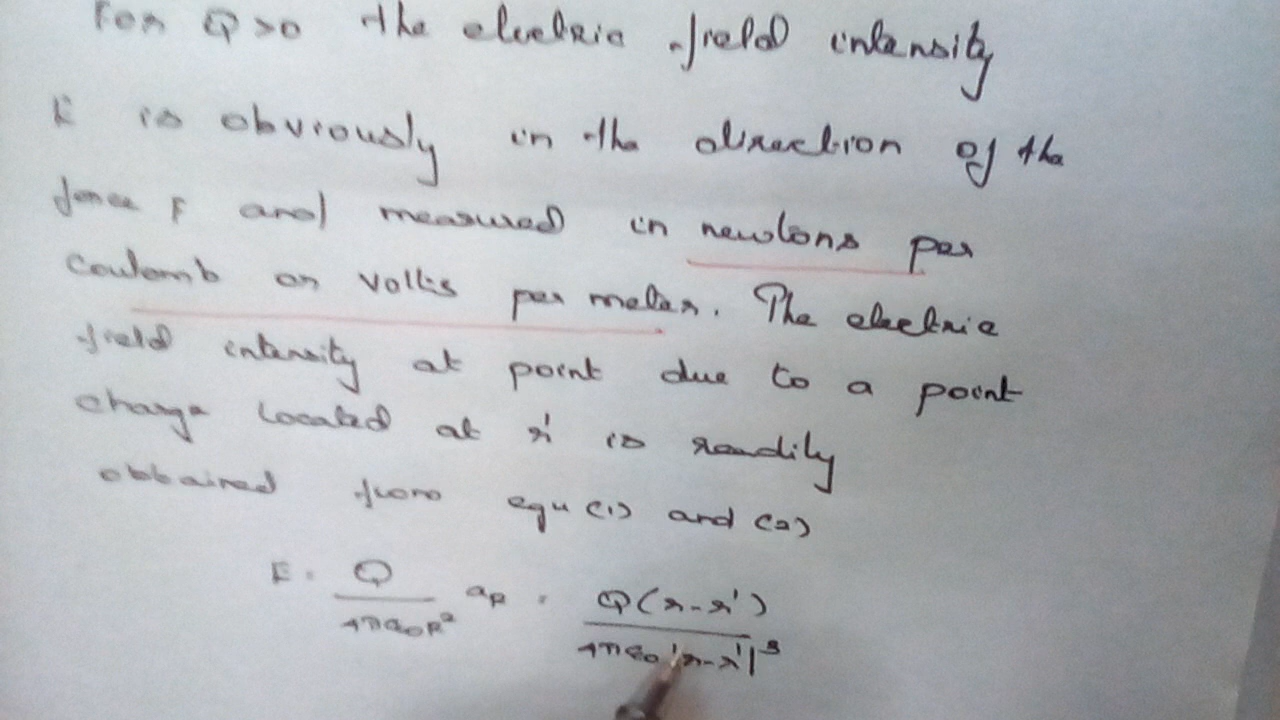 For Q>0 the electric field intensity
E is obviously in the direction of the
force F and measured in newtons per
Coulomb or volts per meter. The electric
field intensity at point due to a point
charge located at r' is readily
obtained from equ (1) and (2)
E = Q / 4πε₀R² a_R = Q(r-r') / 4πε₀|r-r'|³